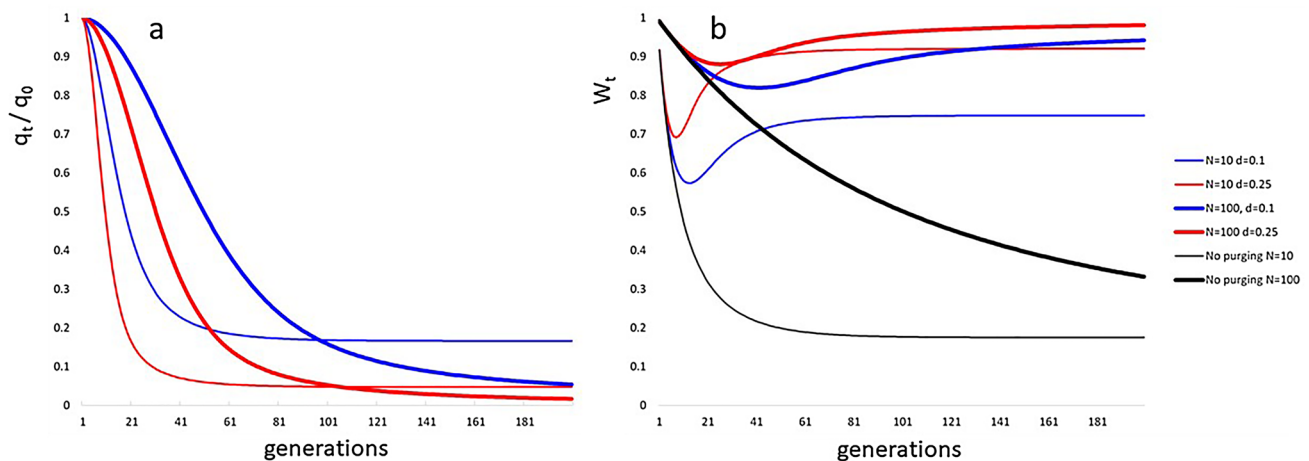 a
qt / q0
1
0.9
0.8
0.7
0.6
0.5
0.4
0.3
0.2
0.1
0
1 21 41 61 81 101 121 141 161 181
generations
b
Wt
1
0.9
0.8
0.7
0.6
0.5
0.4
0.3
0.2
0.1
0
1 21 41 61 81 101 121 141 161 181
generations
N=10 d=0.1
N=10 d=0.25
N=100, d=0.1
N=100 d=0.25
No purging N=10
No purging N=100